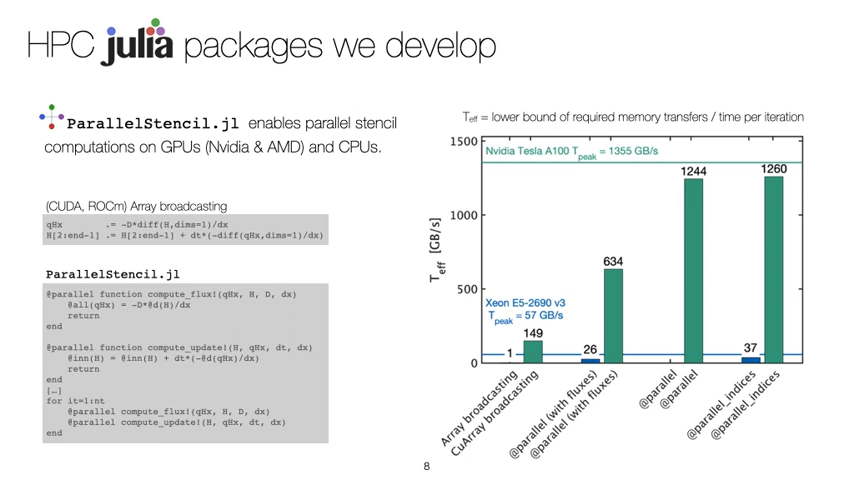 HPC julia packages we develop
ParallelStencil.jl enables parallel stencil
computations on GPUs (Nvidia & AMD) and CPUs.
(CUDA, ROCm) Array broadcasting
qHx .= -D*diff(H,dims=1)/dx
H[2:end-1] .= H[2:end-1] + dt*(-diff(qHx,dims=1)/dx)
ParallelStencil.jl
@parallel function compute_flux!(qHx, H, D, dx)
@all(qHx) = -D*@d(H)/dx
return
end
@parallel function compute_update!(H, qHx, dt, dx)
@inn(H) = @inn(H) + dt*(-@d(qHx)/dx)
return
end
[…]
for it=1:nt
@parallel compute_flux!(qHx, H, D, dx)
@parallel compute_update!(H, qHx, dt, dx)
end
Teff = lower bound of required memory transfers / time per iteration
Teff [GB/s]
1500
1000
500
0
Nvidia Tesla A100 Tpeak = 1355 GB/s
Xeon E5-2690 v3
Tpeak = 57 GB/s
1
149
26
634
1244
37
1260
Array broadcasting
CuArray broadcasting
@parallel (with fluxes)
@parallel (with fluxes)
@parallel
@parallel
@parallel_indices
@parallel_indices
8